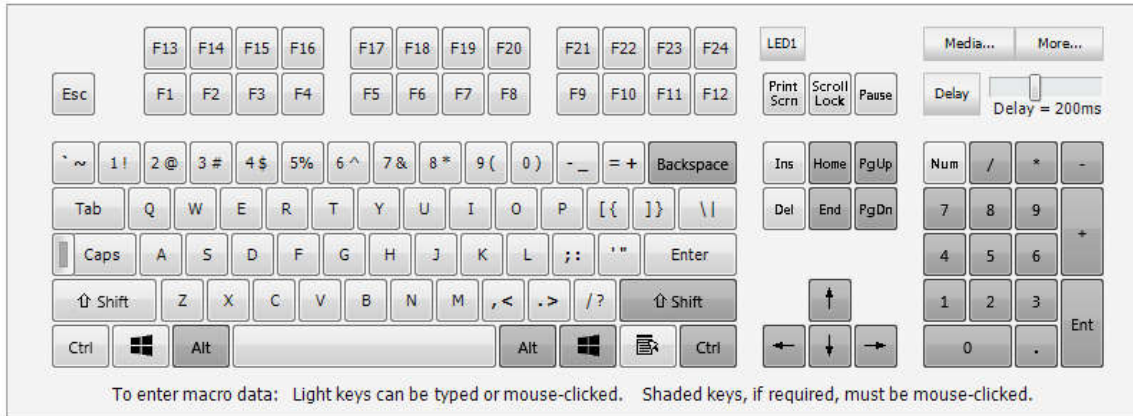 F13 F14 F15 F16 F17 F18 F19 F20 F21 F22 F23 F24 LED1 Media... More...
Esc F1 F2 F3 F4 F5 F6 F7 F8 F9 F10 F11 F12 Print Scrn Scroll Lock Pause Delay
Delay = 200ms
` ~ 1 ! 2 @ 3 # 4 $ 5% 6 ^ 7 & 8 * 9 ( 0 ) - _ = + Backspace Ins Home PgUp Num / * -
Tab Q W E R T Y U I O P [ { ] } \ | Del End PgDn 7 8 9 +
Caps A S D F G H J K L ; : ' " Enter 4 5 6
⇧ Shift Z X C V B N M , < . > / ? ⇧ Shift ↑ 1 2 3 Ent
Ctrl Alt Alt Ctrl ← ↓ → 0 .
To enter macro data: Light keys can be typed or mouse-clicked. Shaded keys, if required, must be mouse-clicked.